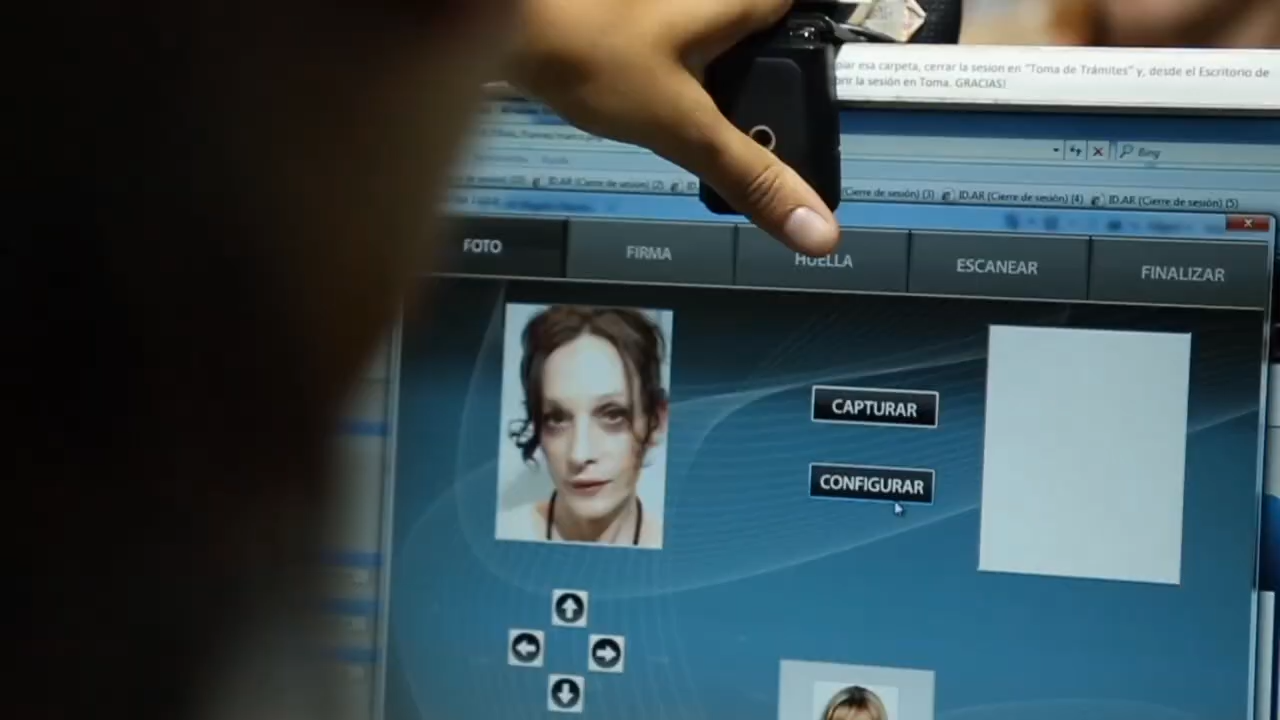 piar esa carpeta, cerrar la sesion en "Toma de Trámites" y, desde el Escritorio de
brir la sesión en Toma. GRACIAS!
Bing
ID.AR (Cierre de sesión) (2)
ID.
(Cierre de sesión) (3)
ID.AR (Cierre de sesión) (4)
ID.AR (Cierre de sesión) (5)
FOTO
FIRMA
HUELLA
ESCANEAR
FINALIZAR
CAPTURAR
CONFIGURAR